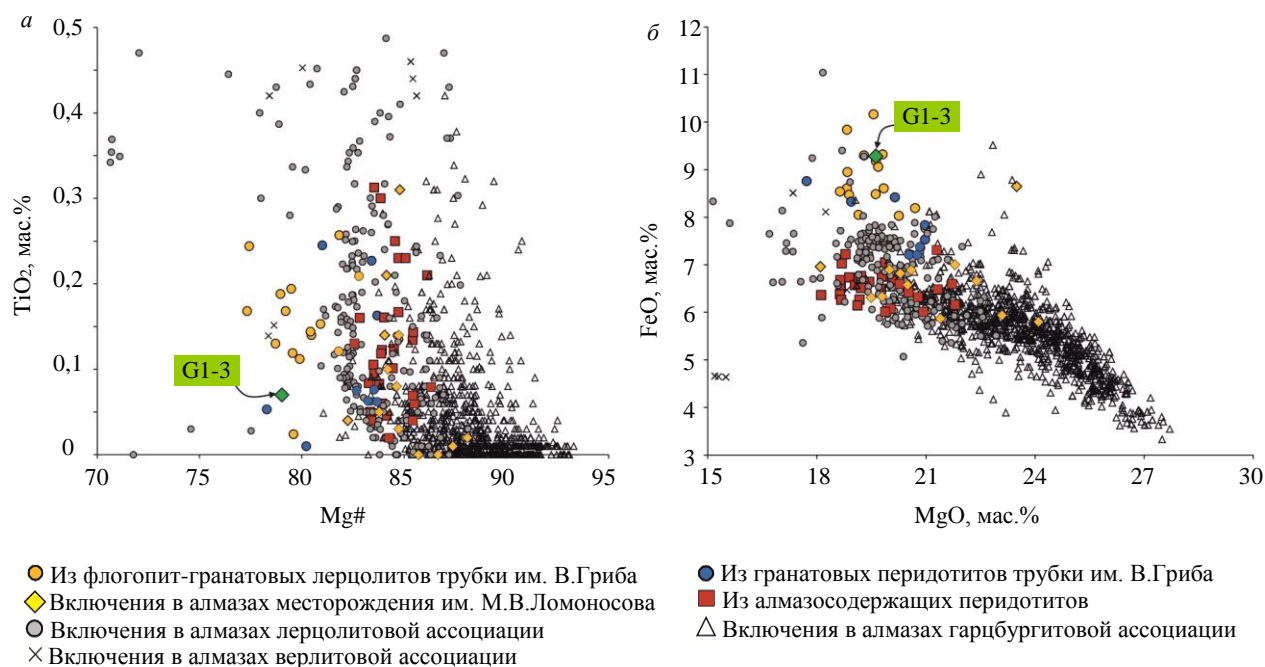 а
TiO2, мас.%
0,5
0,4
0,3
0,2
0,1
0
G1-3
70 75 80 85 90 95
Mg#
б
FeO, мас.%
12
11
10
9
8
7
6
5
4
3
G1-3
15 18 21 24 27 30
MgO, мас.%
Из флогопит-гранатовых лерцолитов трубки им. В.Гриба
Включения в алмазах месторождения им. М.В.Ломоносова
Включения в алмазах лерцолитовой ассоциации
Включения в алмазах верлитовой ассоциации
Из гранатовых перидотитов трубки им. В.Гриба
Из алмазосодержащих перидотитов
Включения в алмазах гарцбургитовой ассоциации